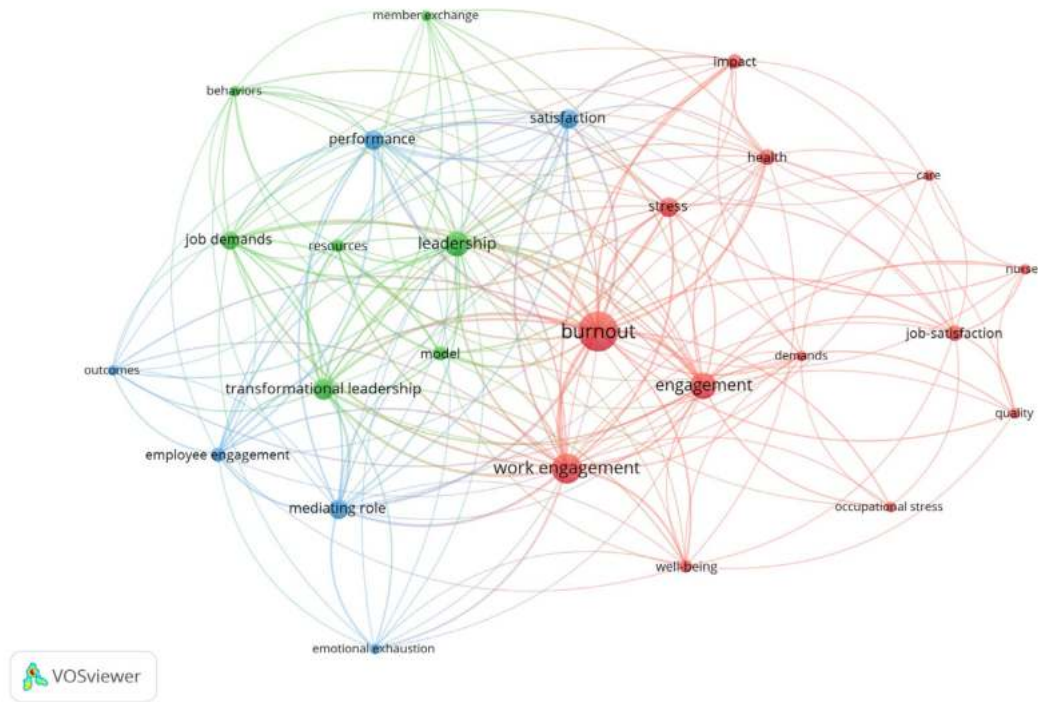 member exchange
impact
behaviors
satisfaction
performance
health
care
stress
job demands
resources
leadership
nurse
burnout
job-satisfaction
model
demands
outcomes
transformational leadership
engagement
quality
employee engagement
work engagement
mediating role
occupational stress
well-being
emotional exhaustion
VOSviewer